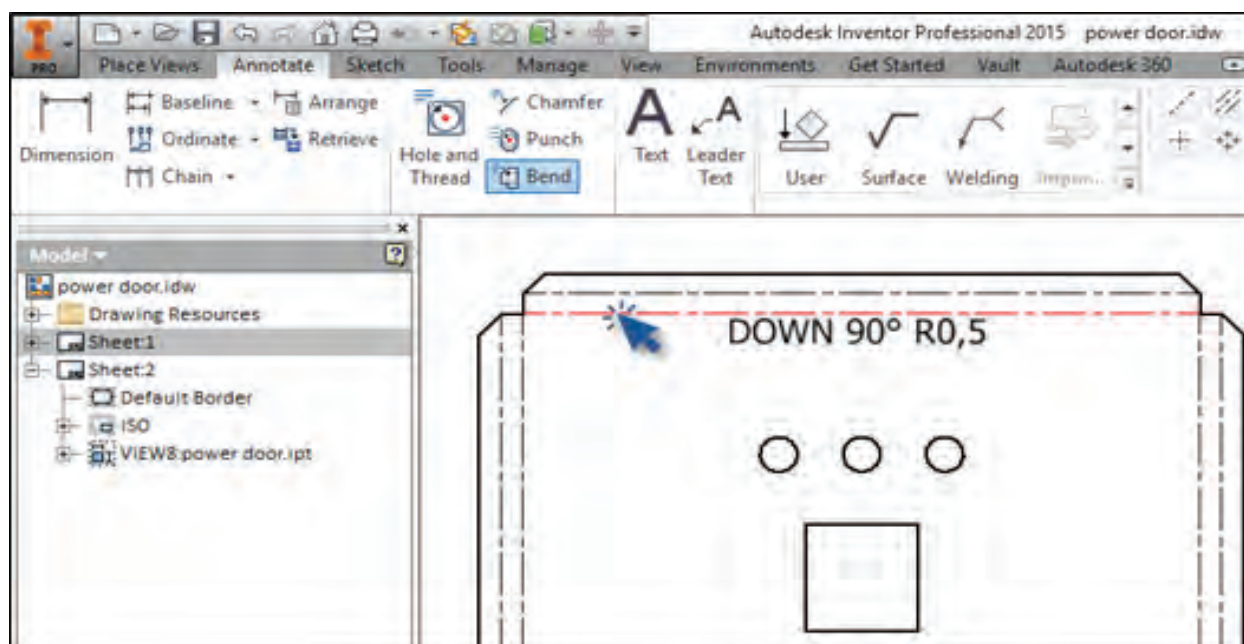 Autodesk Inventor Professional 2015 power door.idw
PRO Place Views Annotate Sketch Tools Manage View Environments Get Started Vault Autodesk 360
Dimension
Baseline
Ordinate
Chain
Arrange
Retrieve
Hole and
Thread
Chamfer
Punch
Bend
A
Text
A
Leader
Text
User
Surface
Welding
Model
power door.idw
Drawing Resources
Sheet:1
Sheet:2
Default Border
ISO
VIEW8:power door.ipt
DOWN 90° R0,5